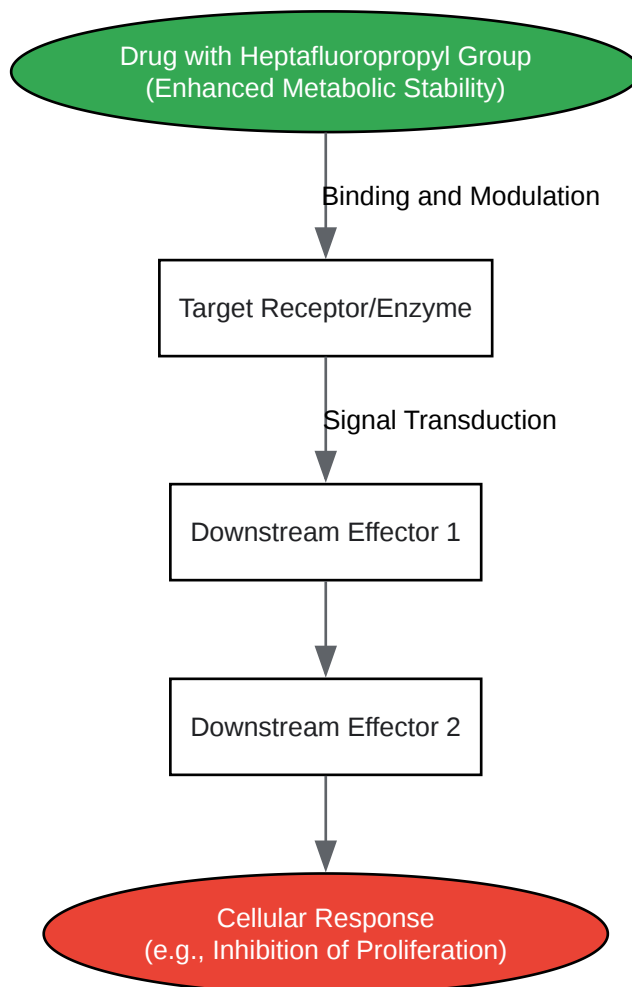 Drug with Heptafluoropropyl Group
(Enhanced Metabolic Stability)
Binding and Modulation
Target Receptor/Enzyme
Signal Transduction
Downstream Effector 1
Downstream Effector 2
Cellular Response
(e.g., Inhibition of Proliferation)